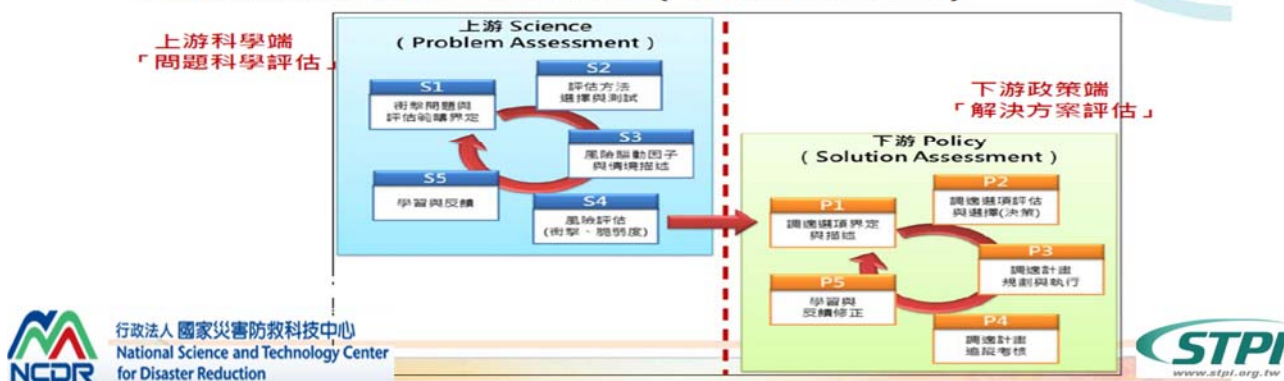 上游科學端
「問題科學評估」
上游 Science
( Problem Assessment )
S1
衝擊問題與
評估範疇界定
S2
評估方法
選擇與測試
S3
風險驅動因子
與情境描述
S4
風險評估
(衝擊、脆弱度)
S5
學習與反饋
下游政策端
「解決方案評估」
下游 Policy
( Solution Assessment )
P1
調適選項界定
與描述
P2
調適選項評估
與選擇(決策)
P3
調適計畫
規劃與執行
P4
調適計畫
追蹤考核
P5
學習與
反饋修正
NCDR
行政法人 國家災害防救科技中心
National Science and Technology Center
for Disaster Reduction
STPI
www.stpi.org.tw